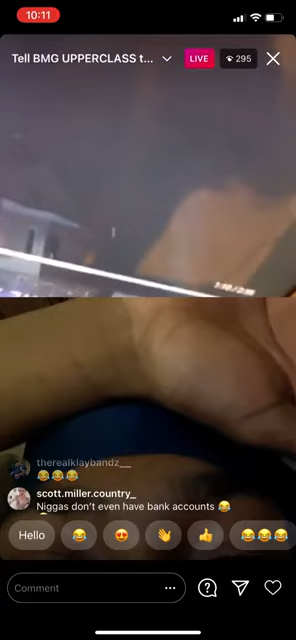 10:11
Tell BMG UPPERCLASS t...
LIVE
295
therealklaybandz__
😂😂😂
scott.miller.country_
Niggas don't even have bank accounts 😂
Hello 😂 😍 👋 👍 😂😂😂
Comment